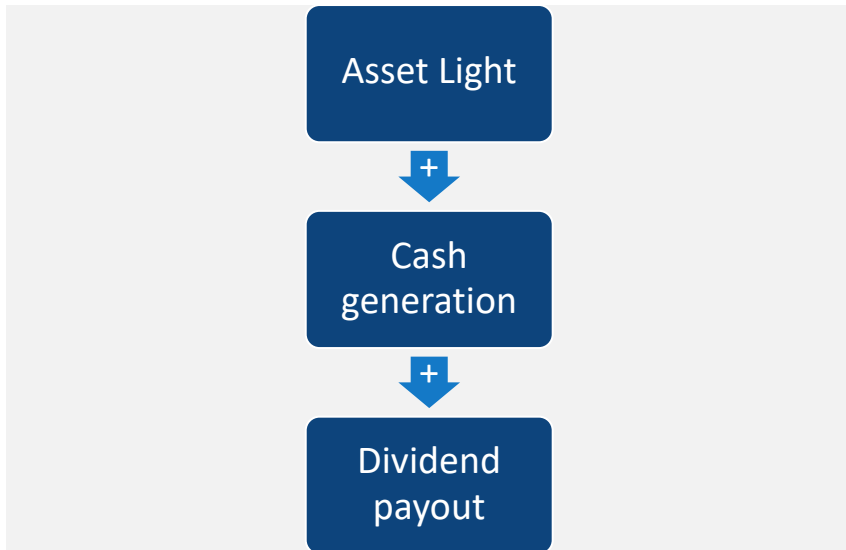 Asset Light
+
Cash
generation
+
Dividend
payout